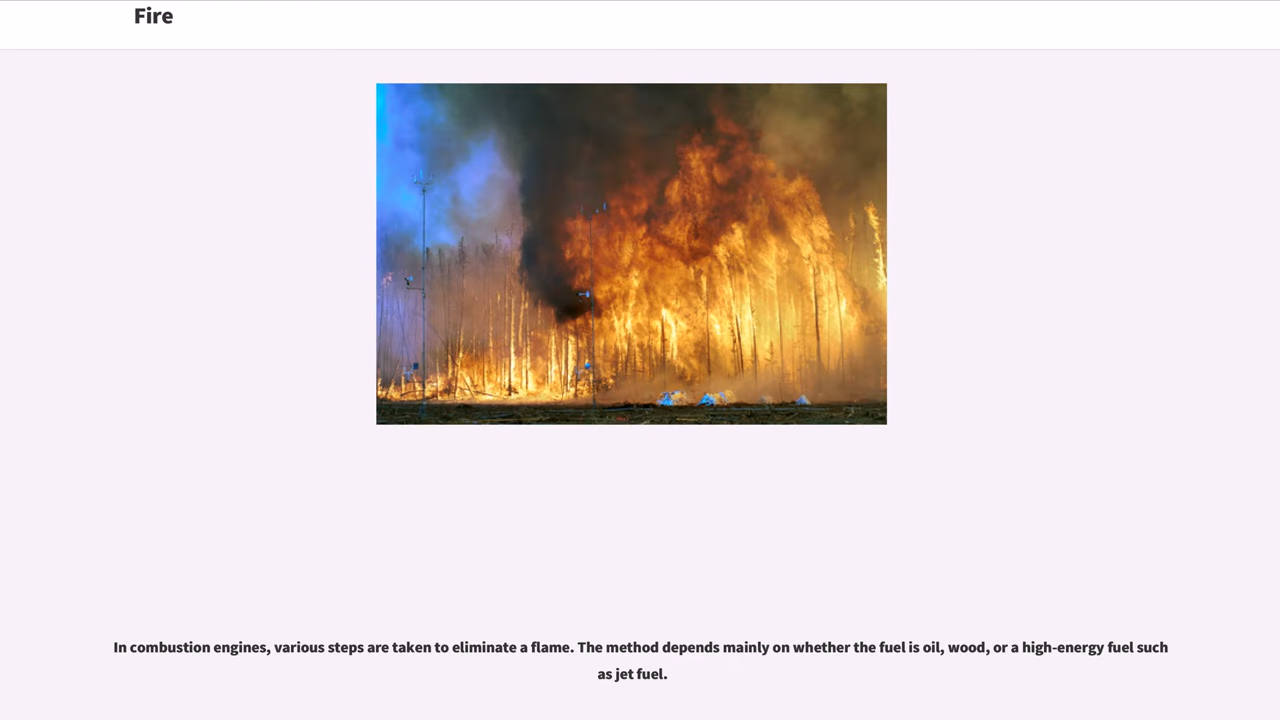 Fire
In combustion engines, various steps are taken to eliminate a flame. The method depends mainly on whether the fuel is oil, wood, or a high-energy fuel such
as jet fuel.